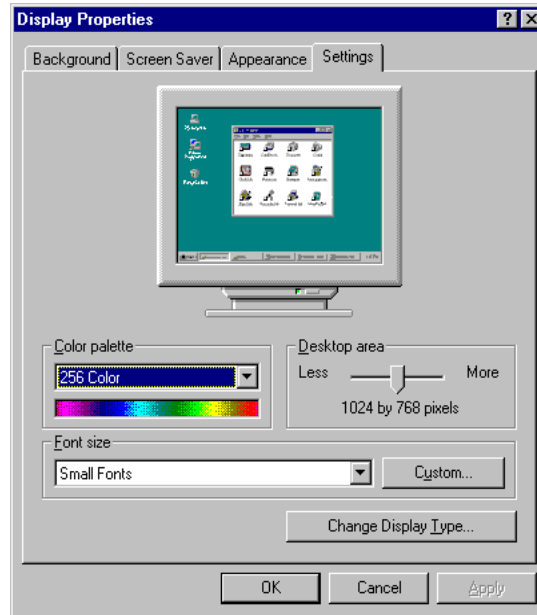 Display Properties
Background Screen Saver Appearance Settings
Color palette
256 Color
Desktop area
Less More
1024 by 768 pixels
Font size
Small Fonts
Custom...
Change Display Type...
OK Cancel Apply